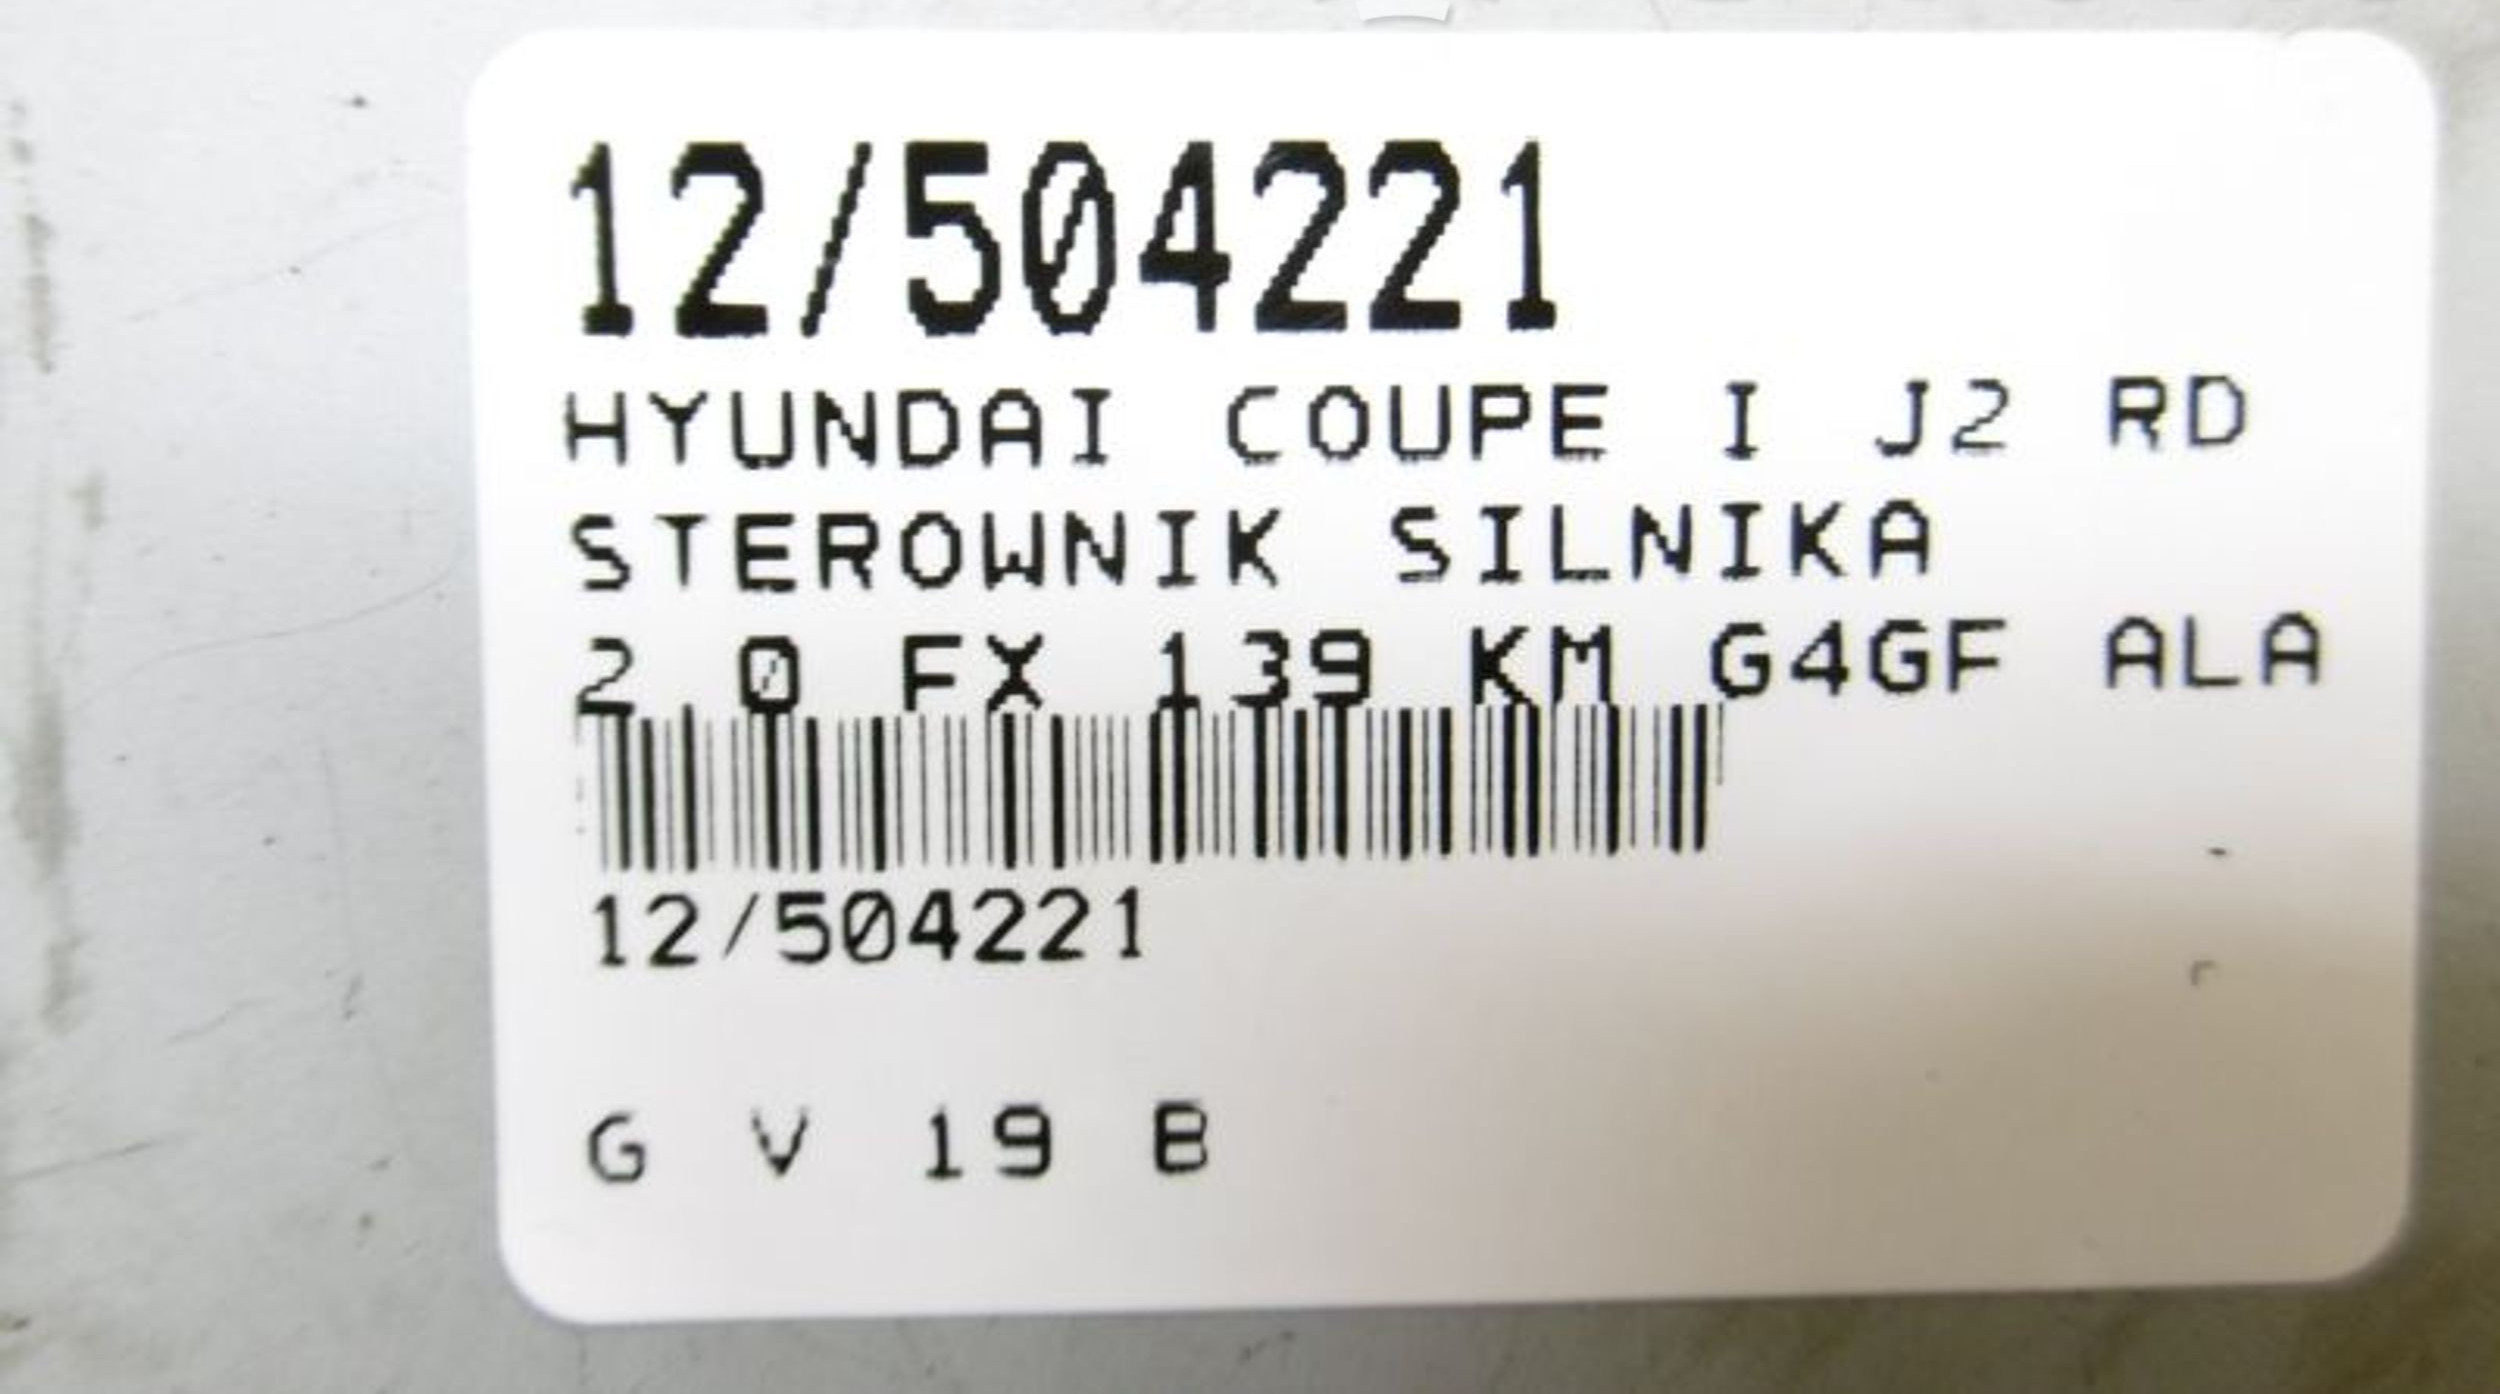 12/504221
HYUNDAI COUPE I J2 RD
STEROWNIK SILNIKA
2 0 FX 139 KM G4GF ALA
12/504221
G V 19 B